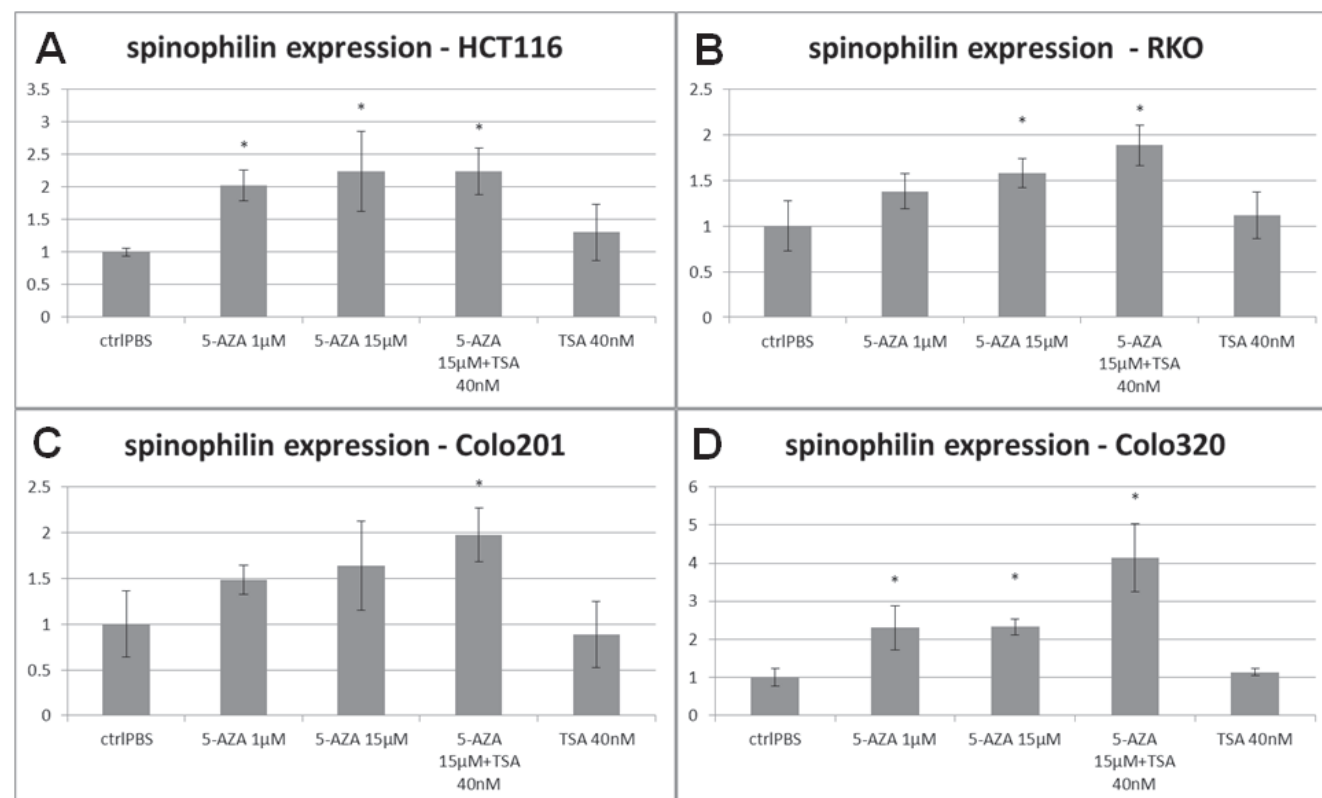 A
spinophilin expression - HCT116
3.5
3
2.5
2
1.5
1
0.5
0
*
*
*
ctrlPBS
5-AZA 1µM
5-AZA 15µM
5-AZA
15µM+TSA
40nM
TSA 40nM
B
spinophilin expression - RKO
2.5
2
1.5
1
0.5
0
*
*
ctrlPBS
5-AZA 1µM
5-AZA 15µM
5-AZA
15µM+TSA
40nM
TSA 40nM
C
spinophilin expression - Colo201
2.5
2
1.5
1
0.5
0
*
ctrlPBS
5-AZA 1µM
5-AZA 15µM
5-AZA
15µM+TSA
40nM
TSA 40nM
D
spinophilin expression - Colo320
6
5
4
3
2
1
0
*
*
*
ctrlPBS
5-AZA 1µM
5-AZA 15µM
5-AZA
15µM+TSA
40nM
TSA 40nM